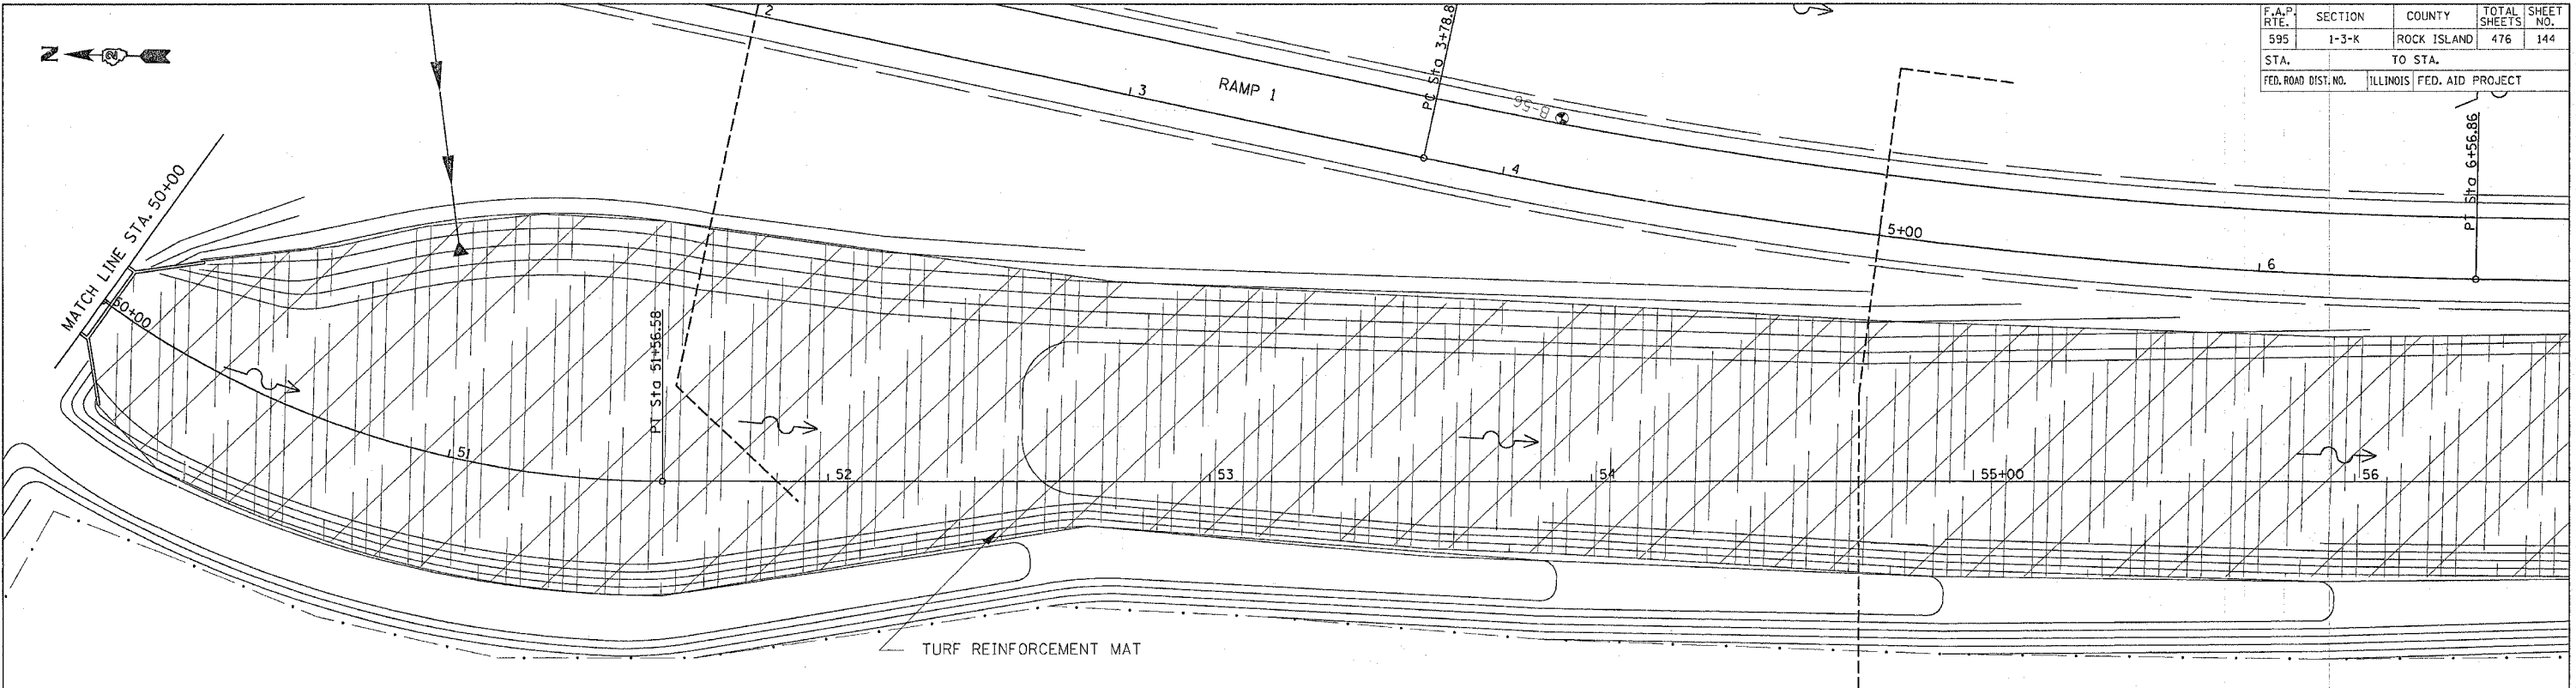 F.A.P. RTE. SECTION COUNTY TOTAL SHEETS SHEET NO.
595 1-3-K ROCK ISLAND 476 144
STA. TO STA.
FED. ROAD DIST. NO. ILLINOIS FED. AID PROJECT
N
2
3
RAMP 1
PC Sta 3+78.8
B-56
4
5+00
6
PT Sta 6+56.86
MATCH LINE STA. 50+00
50+00
51
PT Sta 51+56.58
52
53
54
55+00
56
TURF REINFORCEMENT MAT